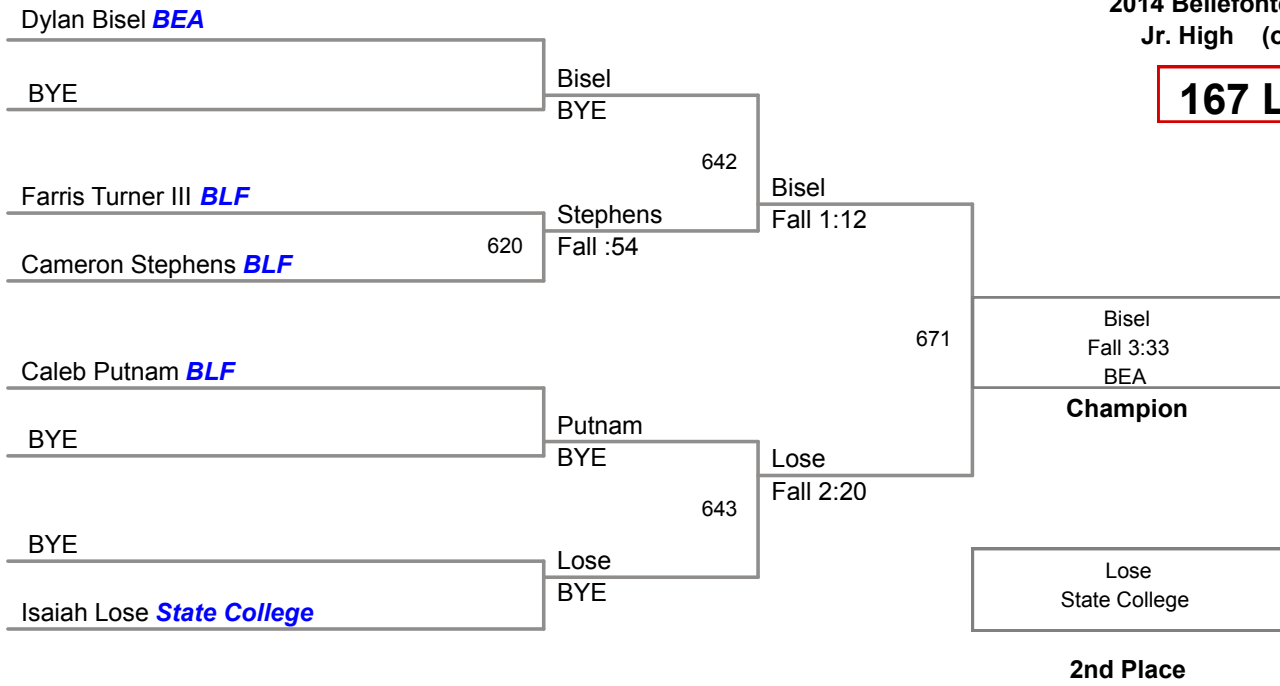 2014 Bellefonte
Jr. High (o
167 L
Dylan Bisel BEA
BYE
Bisel
BYE
642
Farris Turner III BLF
620
Cameron Stephens BLF
Stephens
Fall :54
Bisel
Fall 1:12
671
Bisel
Fall 3:33
BEA
Champion
Caleb Putnam BLF
BYE
Putnam
BYE
643
Lose
Fall 2:20
BYE
Isaiah Lose State College
Lose
BYE
Lose
State College
2nd Place